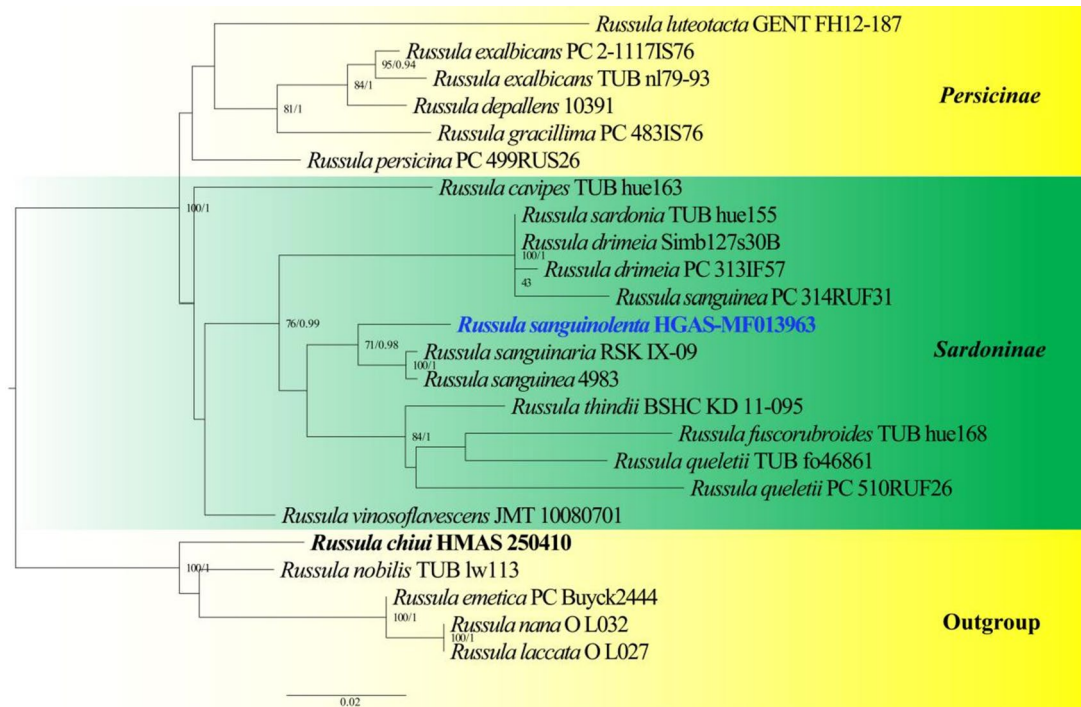 Russula luteotacta GENT FH12-187
Russula exalbicans PC 2-1117IS76
95/0.94
Russula exalbicans TUB nl79-93
84/1
Russula depallens 10391
81/1
Persicinae
Russula gracillima PC 483IS76
Russula persicina PC 499RUS26
Russula cavipes TUB hue163
100/1
Russula sardonia TUB hue155
Russula drimeia Simb127s30B
100/1
Russula drimeia PC 313IF57
43
Russula sanguinea PC 314RUF31
76/0.99
Russula sanguinolenta HGAS-MF013963
71/0.98
Russula sanguinaria RSK IX-09
Sardoninae
100/1
Russula sanguinea 4983
Russula thindii BSHC KD 11-095
84/1
Russula fuscorubroides TUB hue168
Russula queletii TUB fo46861
Russula queletii PC 510RUF26
Russula vinosoflavescens JMT 10080701
Russula chiui HMAS 250410
100/1
Russula nobilis TUB lw113
Russula emetica PC Buyck2444
100/1
Russula nana O L032
Outgroup
100/1
Russula laccata O L027
0.02